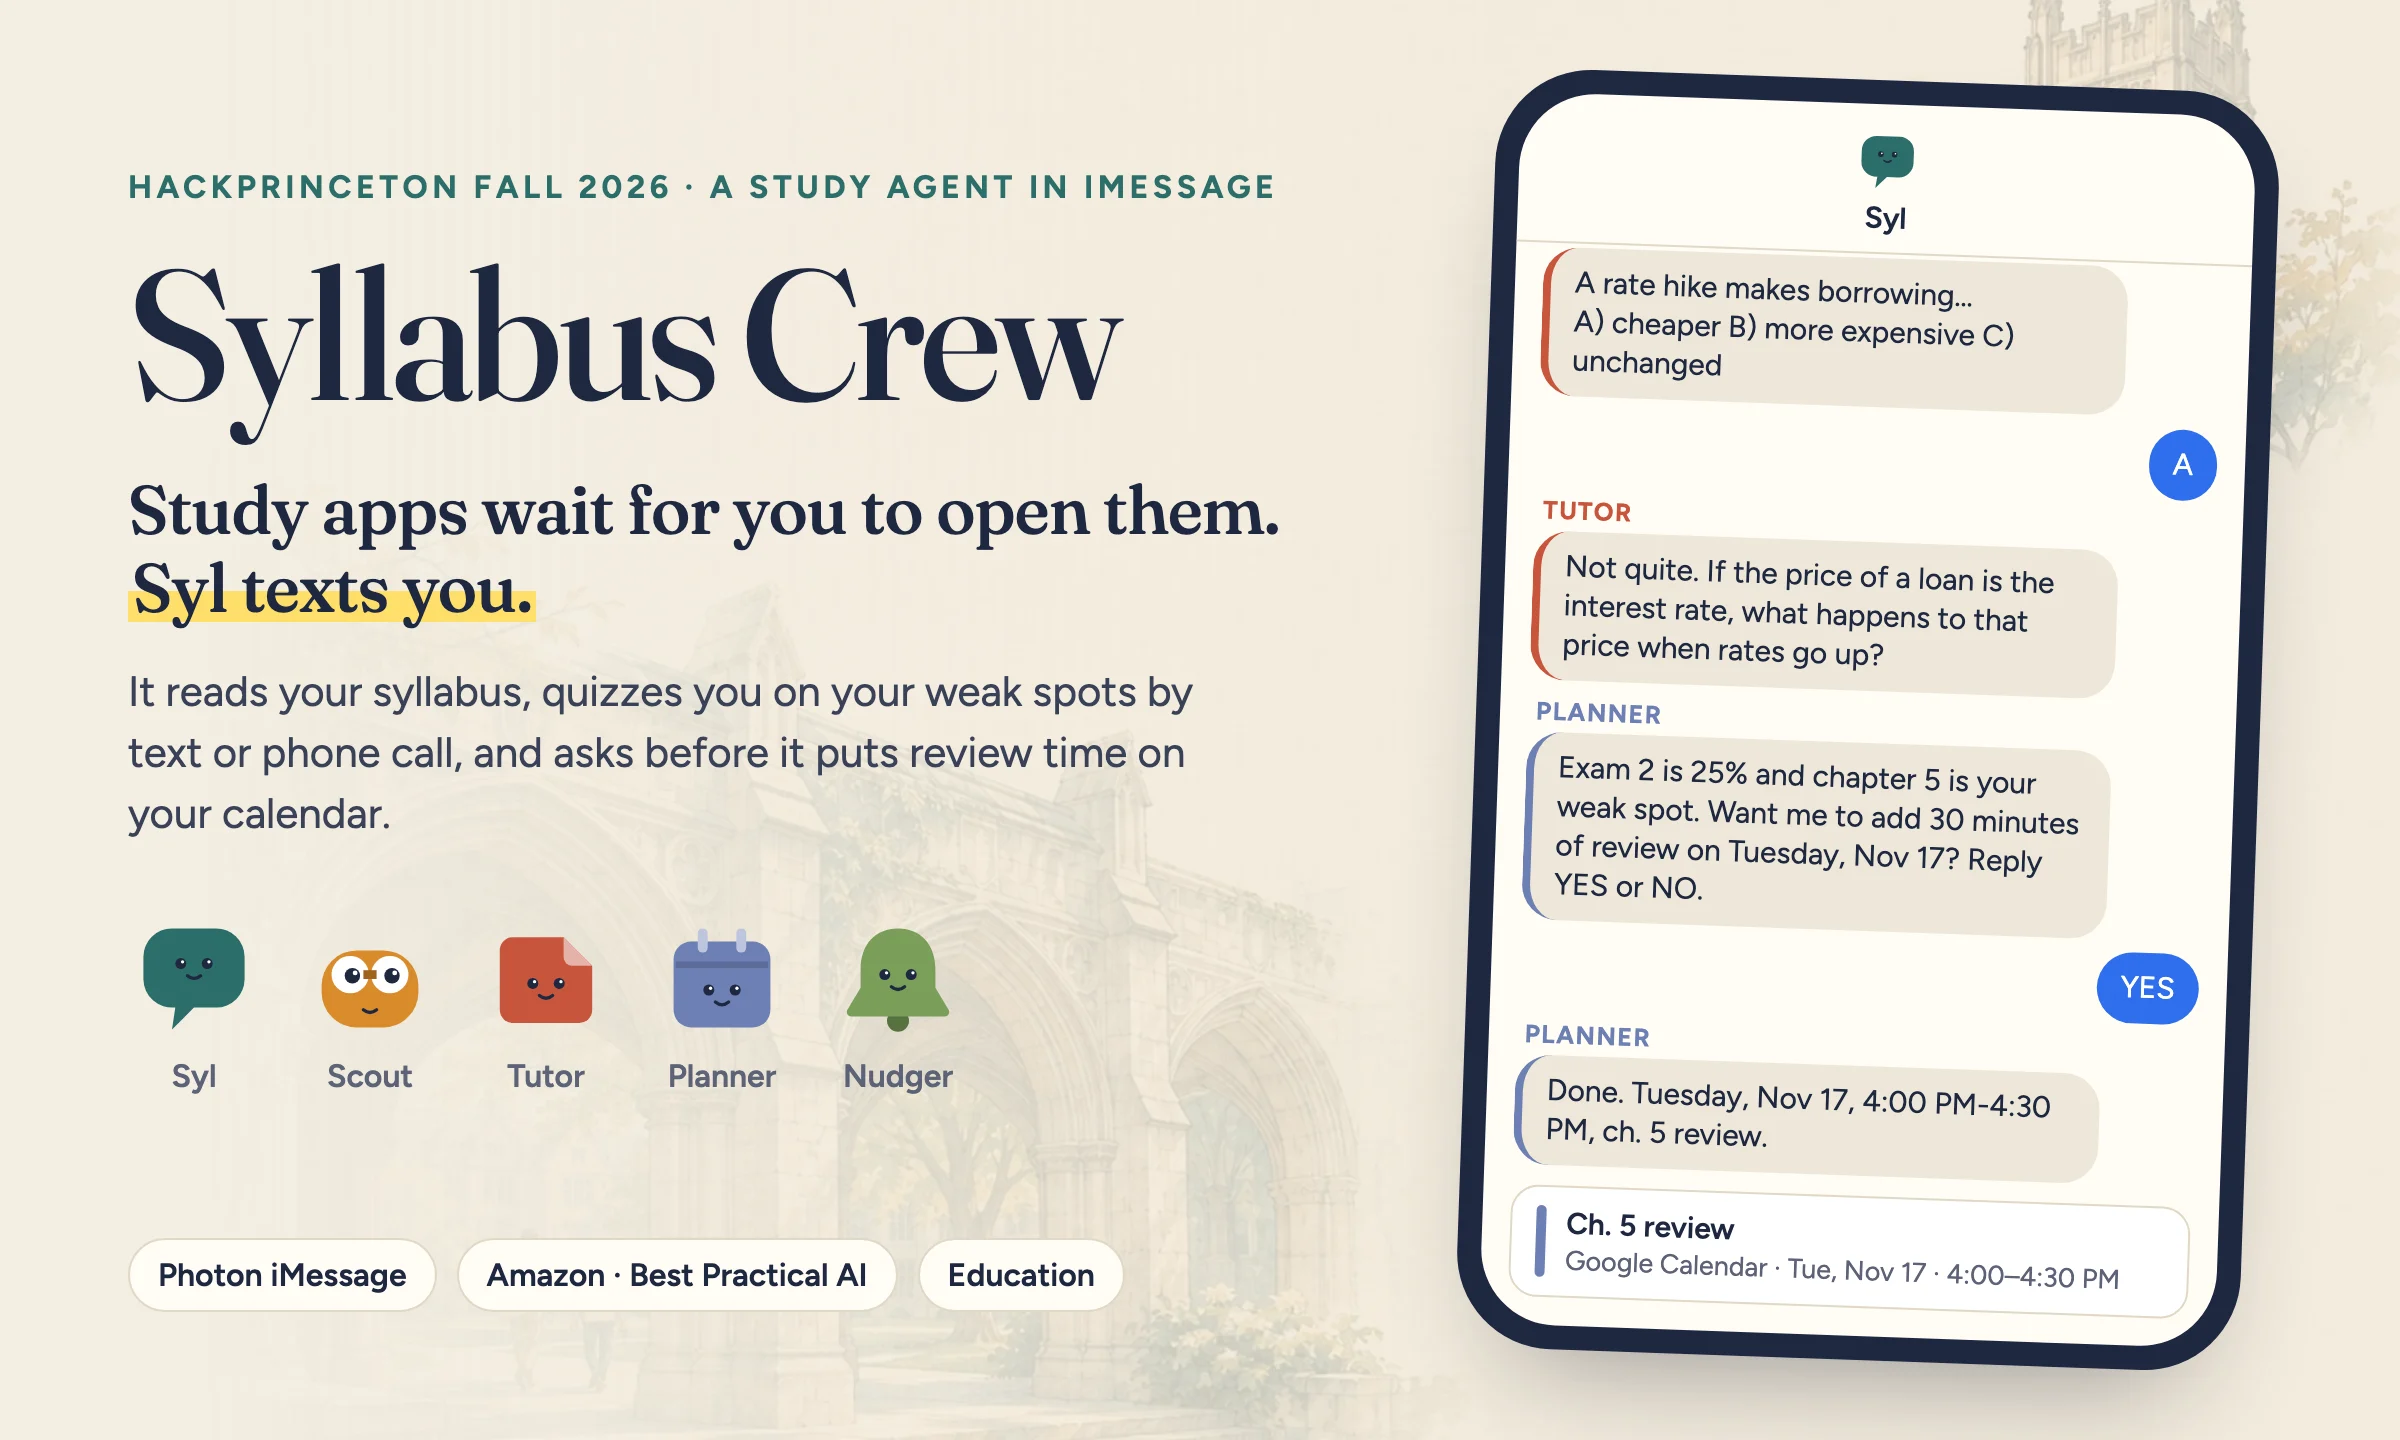 HACKPRINCETON FALL 2026 · A STUDY AGENT IN IMESSAGE
Syllabus Crew
Study apps wait for you to open them.
Syl texts you.
It reads your syllabus, quizzes you on your weak spots by
text or phone call, and asks before it puts review time on
your calendar.
Syl
Scout
Tutor
Planner
Nudger
Photon iMessage
Amazon · Best Practical AI
Education
Syl
A rate hike makes borrowing...
A) cheaper B) more expensive C)
unchanged
A
TUTOR
Not quite. If the price of a loan is the
interest rate, what happens to that
price when rates go up?
PLANNER
Exam 2 is 25% and chapter 5 is your
weak spot. Want me to add 30 minutes
of review on Tuesday, Nov 17? Reply
YES or NO.
YES
PLANNER
Done. Tuesday, Nov 17, 4:00 PM-4:30
PM, ch. 5 review.
Ch. 5 review
Google Calendar · Tue, Nov 17 · 4:00–4:30 PM